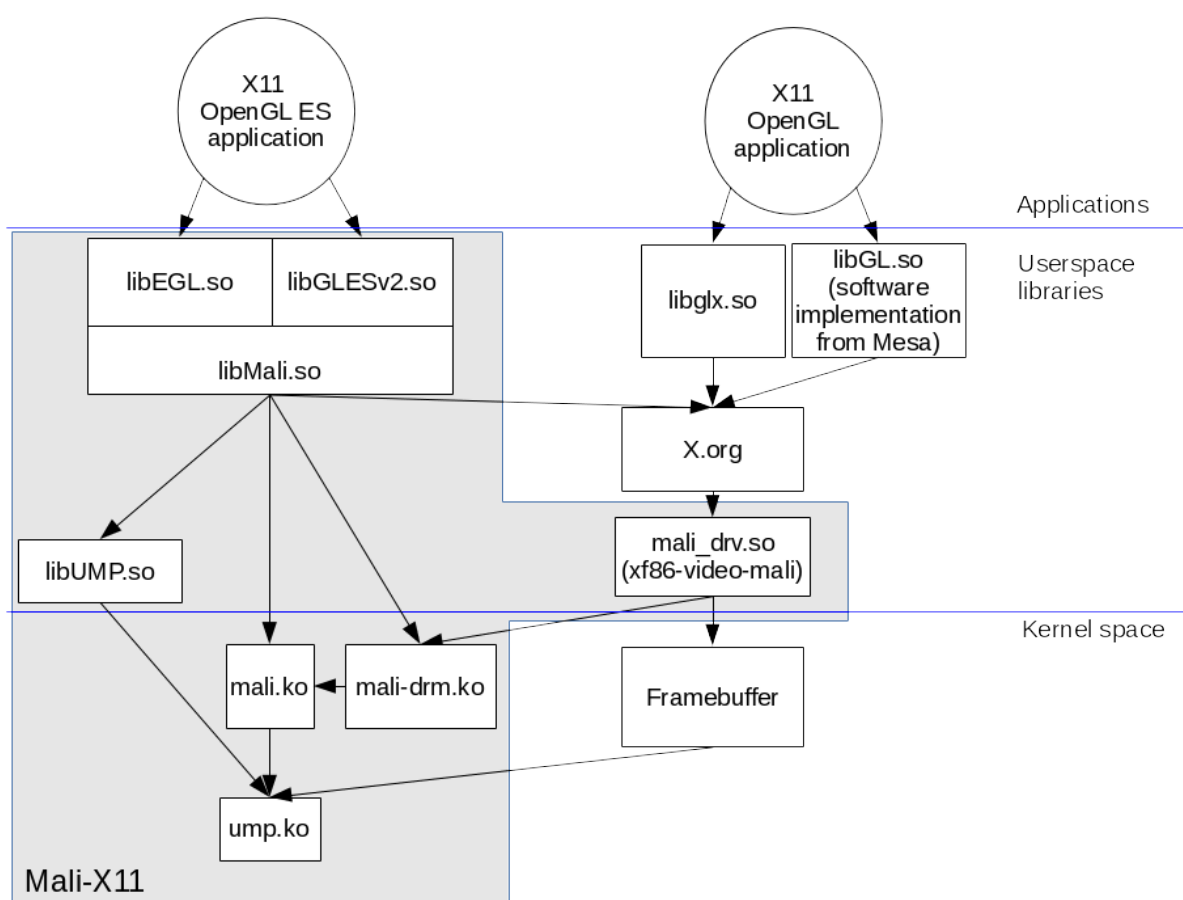 X11
OpenGL ES
application
X11
OpenGL
application
Applications
libEGL.so
libGLESv2.so
libMali.so
libglx.so
libGL.so
(software
implementation
from Mesa)
Userspace
libraries
X.org
libUMP.so
mali_drv.so
(xf86-video-mali)
Kernel space
mali.ko
mali-drm.ko
Framebuffer
ump.ko
Mali-X11